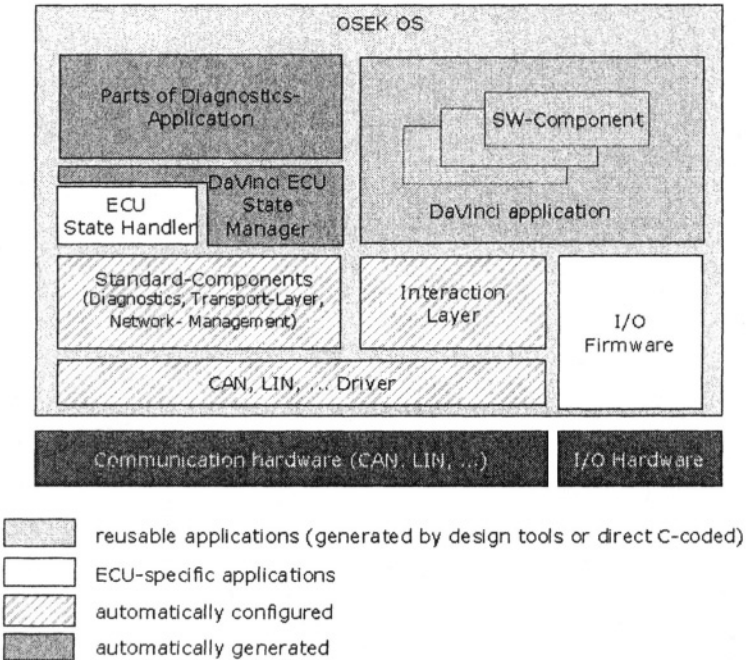 OSEK OS
Parts of Diagnostics-
Application
SW-Component
DaVinci application
DaVinci ECU
State
Manager
ECU
State Handler
Standard-Components
(Diagnostics, Transport-Layer,
Network- Management)
Interaction
Layer
I/O
Firmware
CAN, LIN, ... Driver
Communication hardware (CAN, LIN, ...)
I/O Hardware
reusable applications (generated by design tools or direct C-coded)
ECU-specific applications
automatically configured
automatically generated